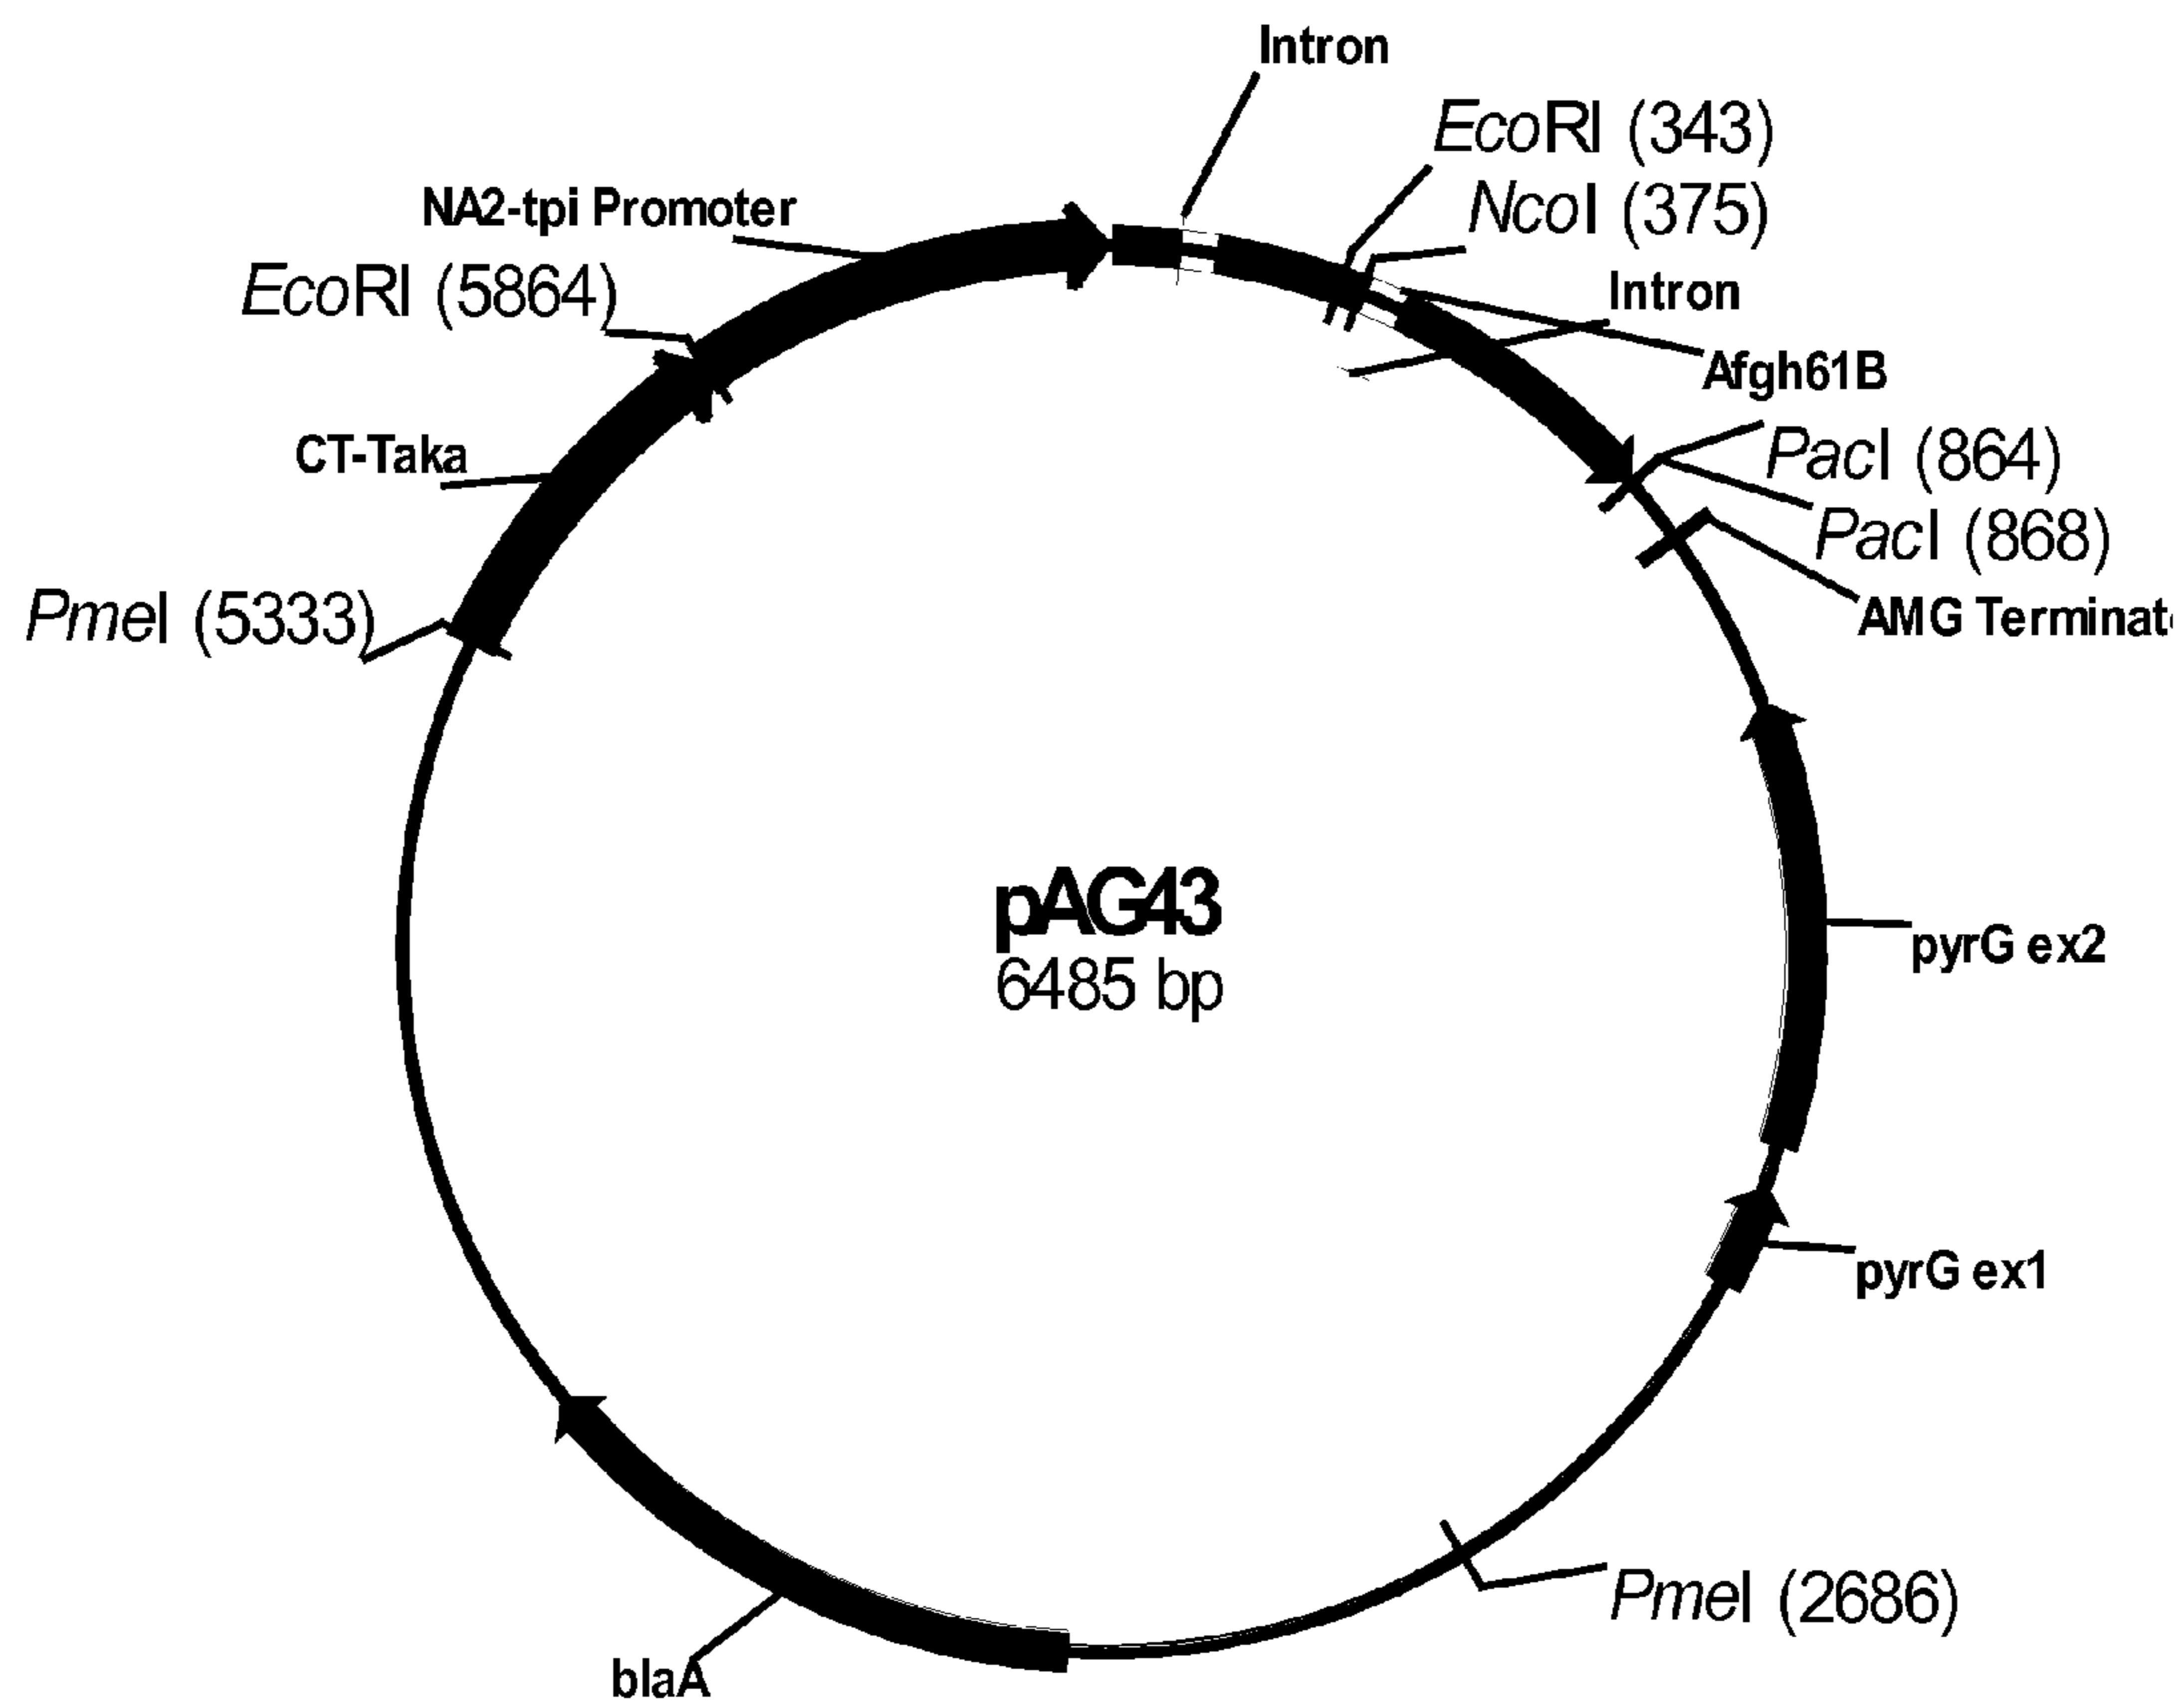 Intron
EcoRI (343)
NcoI (375)
NA2-tpi Promoter
EcoRI (5864)
Intron
Afgh61B
CT-Taka
PacI (864)
PacI (868)
PmeI (5333)
AMG Terminat
pAG43
6485 bp
pyrG ex2
pyrG ex1
PmeI (2686)
blaA